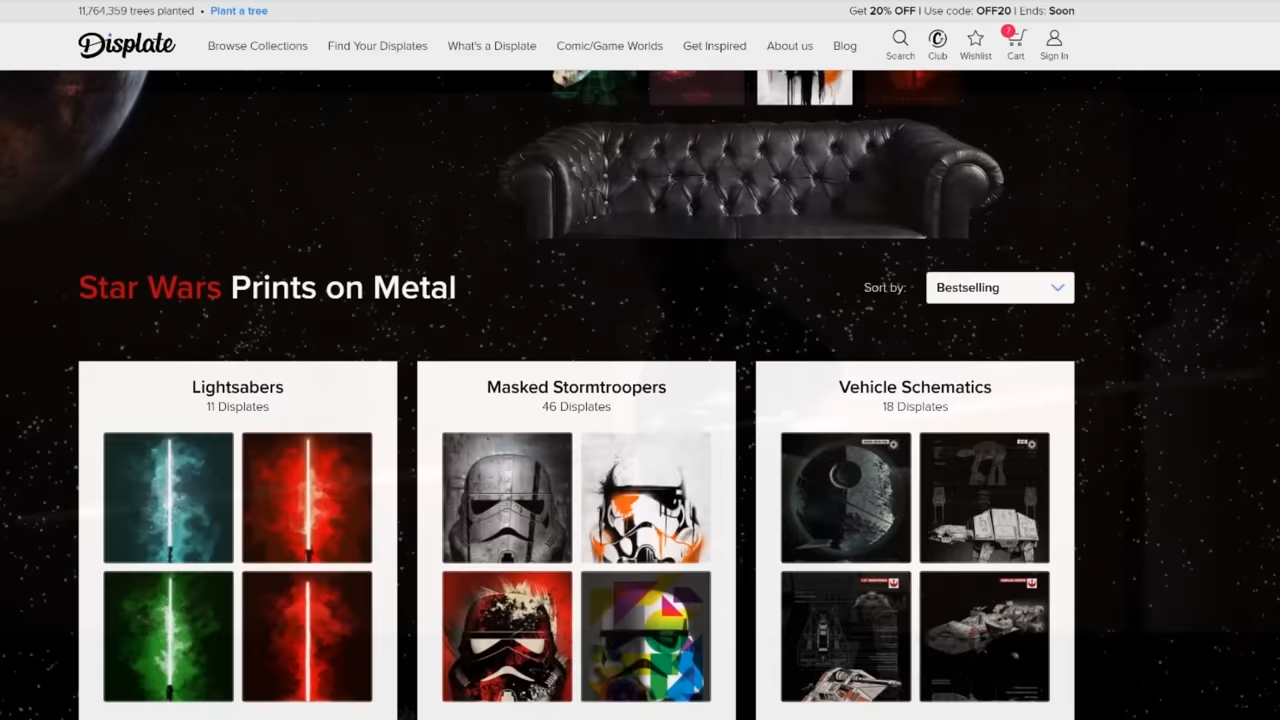 11,764,359 trees planted • Plant a tree
Get 20% OFF | Use code: OFF20 | Ends: Soon
Displate
Browse Collections
Find Your Displates
What's a Displate
Comic/Game Worlds
Get Inspired
About us
Blog
Search
Club
Wishlist
7
Cart
Sign In
Star Wars Prints on Metal
Sort by:
Bestselling
Lightsabers
11 Displates
Masked Stormtroopers
46 Displates
Vehicle Schematics
18 Displates